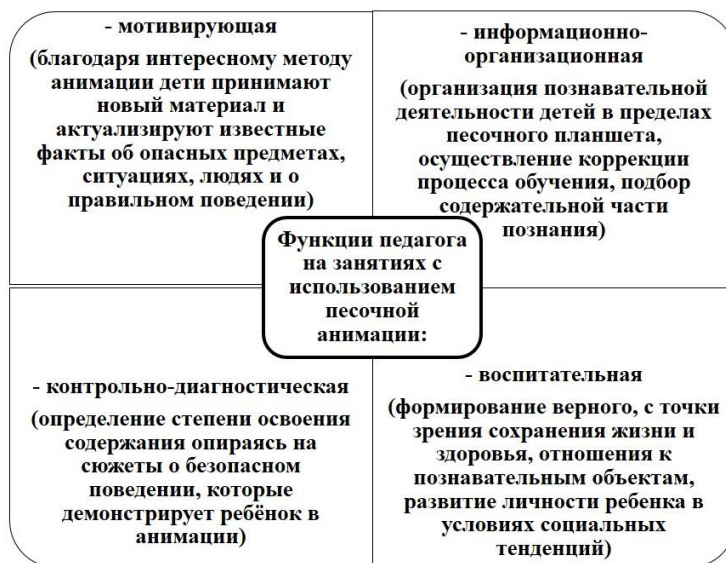 - мотивирующая
(благодаря интересному методу
анимации дети принимают
новый материал и
актуализируют известные
факты об опасных предметах,
ситуациях, людях и о
правильном поведении)
- информационно-
организационная
(организация познавательной
деятельности детей в пределах
песочного планшета,
осуществление коррекции
процесса обучения, подбор
содержательной части
познания)
Функции педагога
на занятиях с
использованием
песочной
анимации:
- контрольно-диагностическая
(определение степени освоения
содержания опираясь на
сюжеты о безопасном
поведении, которые
демонстрирует ребёнок в
анимации)
- воспитательная
(формирование верного, с точки
зрения сохранения жизни и
здоровья, отношения к
познавательным объектам,
развитие личности ребенка в
условиях социальных
тенденций)